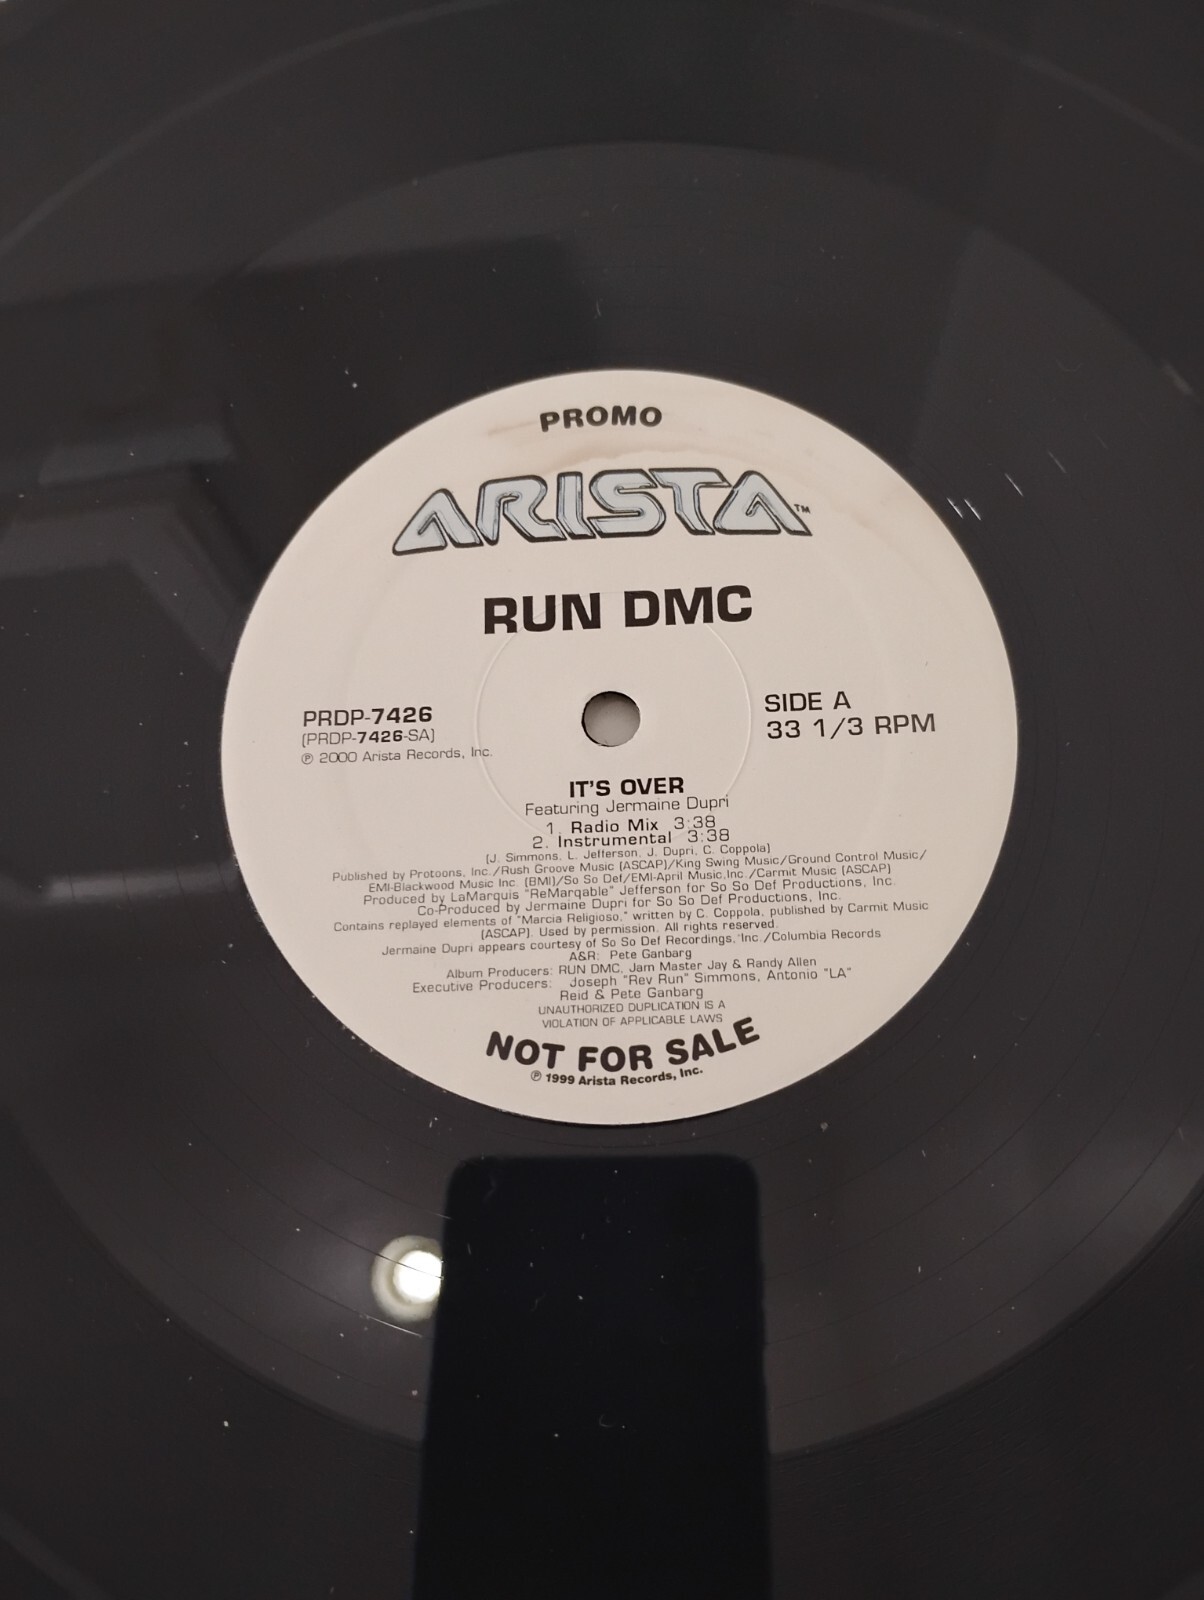 PROMO
ARISTA™
RUN DMC
PRDP-7426
(PRDP-7426-SA)
℗ 2000 Arista Records, Inc.
SIDE A
33 1/3 RPM
IT'S OVER
Featuring Jermaine Dupri
1. Radio Mix 3:38
2. Instrumental 3:38
(J. Simmons, L. Jefferson, J. Dupri, C. Coppola)
Published by Protoons, Inc./Rush Groove Music (ASCAP)/King Swing Music/Ground Control Music/
EMI-Blackwood Music Inc. (BMI)/So So Def/EMI-April Music,Inc./Carmit Music (ASCAP)
Produced by LaMarquis "ReMarqable" Jefferson for So So Def Productions, Inc.
Co-Produced by Jermaine Dupri for So So Def Productions, Inc.
Contains replayed elements of "Marcia Religioso," written by C. Coppola, published by Carmit Music
(ASCAP). Used by permission. All rights reserved.
Jermaine Dupri appears courtesy of So So Def Recordings, Inc./Columbia Records
A&R: Pete Ganbarg
Album Producers: RUN DMC, Jam Master Jay & Randy Allen
Executive Producers: Joseph "Rev Run" Simmons, Antonio "LA"
Reid & Pete Ganbarg
UNAUTHORIZED DUPLICATION IS A
VIOLATION OF APPLICABLE LAWS
NOT FOR SALE
℗ 1999 Arista Records, Inc.